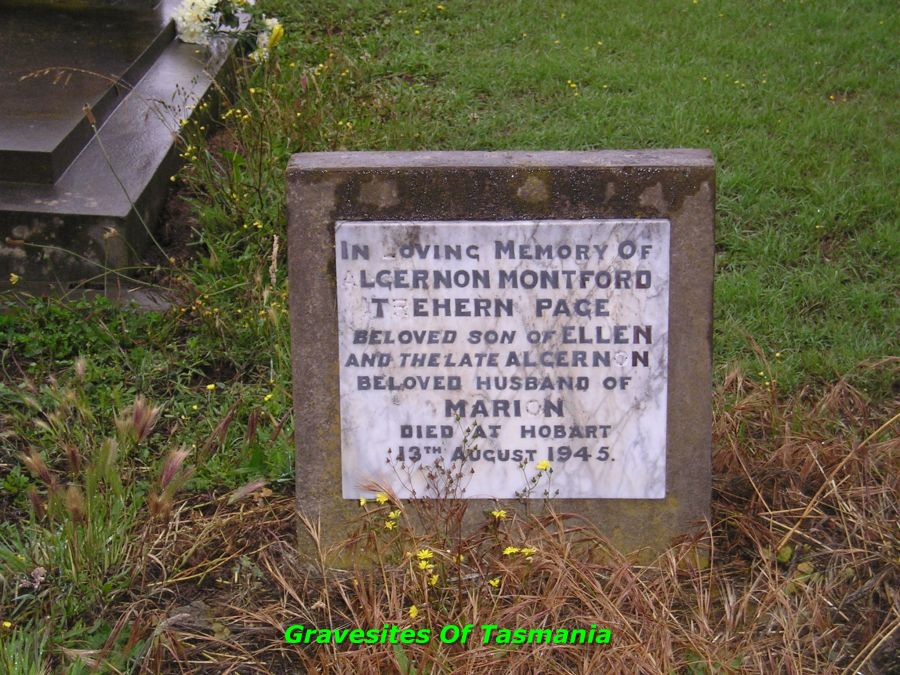 IN LOVING MEMORY OF
ALGERNON MONTFORD
TREHERN PAGE
BELOVED SON OF ELLEN
AND THE LATE ALGERNON
BELOVED HUSBAND OF
MARION
DIED AT HOBART
13TH AUGUST 1945.
Gravesites Of Tasmania